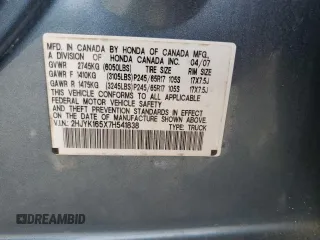 MFD. IN CANADA BY HONDA OF CANADA MFG.,
A DIVISION OF HONDA CANADA INC. 04/07
GVWR 2745KG (6050LBS) TIRE SIZE RIM SIZE
GAWR F 1410KG (3105LBS)P245/65R17 105S 17X7.5J
GAWR R 1475KG (3245LBS)P245/65R17 105S 17X7.5J
THIS VEHICLE CONFORMS TO ALL APPLICABLE
FEDERAL MOTOR VEHICLE SAFETY
AND THEFT PREVENTION STANDARDS IN EFFECT
ON THE DATE OF MANUFACTURE SHOWN ABOVE
V.I.N.: 2HJYK165X7H541838 TYPE:TRUCK
DREAMBID